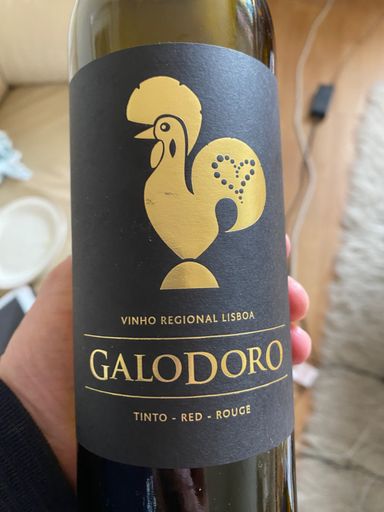 VINHO REGIONAL LISBOA
GALODORO
TINTO - RED - ROUGE